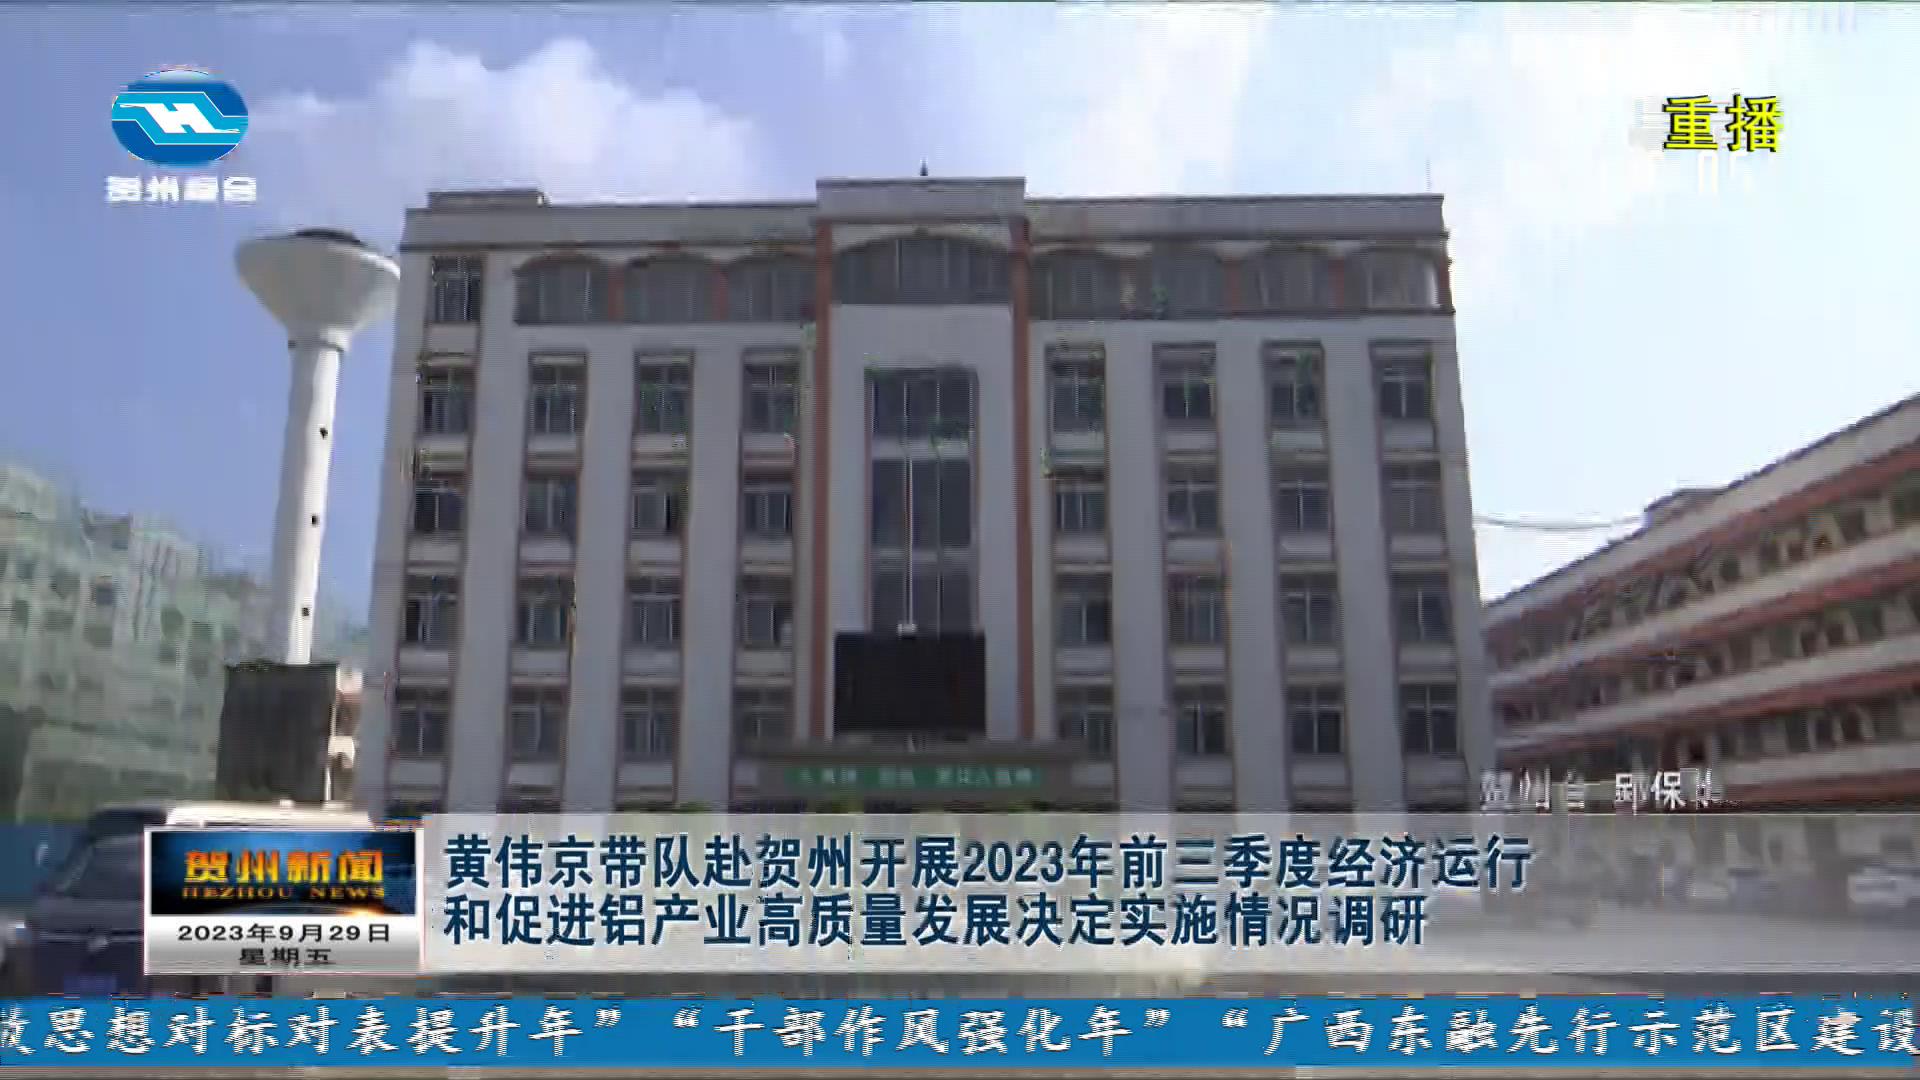 重播
贺州综合
黄伟京带队赴贺州开展2023年前三季度经济运行
和促进铝产业高质量发展决定实施情况调研
贺州新闻
HEZHOU NEWS
2023年9月29日
星期五
思想对标对表提升年”“干部作风强化年”“广西东融先行示范区建设